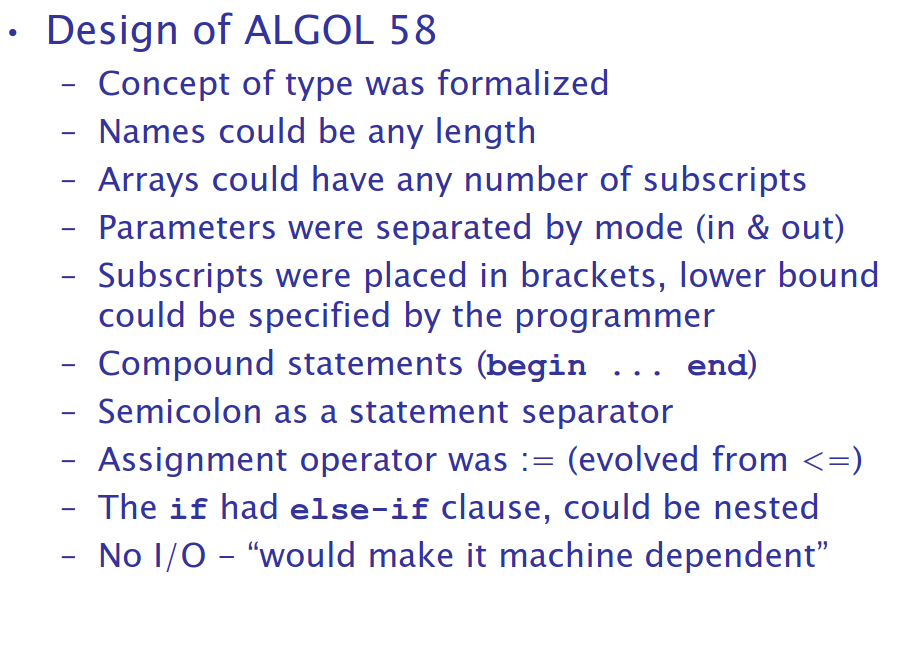 • Design of ALGOL 58
– Concept of type was formalized
– Names could be any length
– Arrays could have any number of subscripts
– Parameters were separated by mode (in & out)
– Subscripts were placed in brackets, lower bound
could be specified by the programmer
– Compound statements (begin ... end)
– Semicolon as a statement separator
– Assignment operator was := (evolved from <=)
– The if had else-if clause, could be nested
– No I/O – “would make it machine dependent”